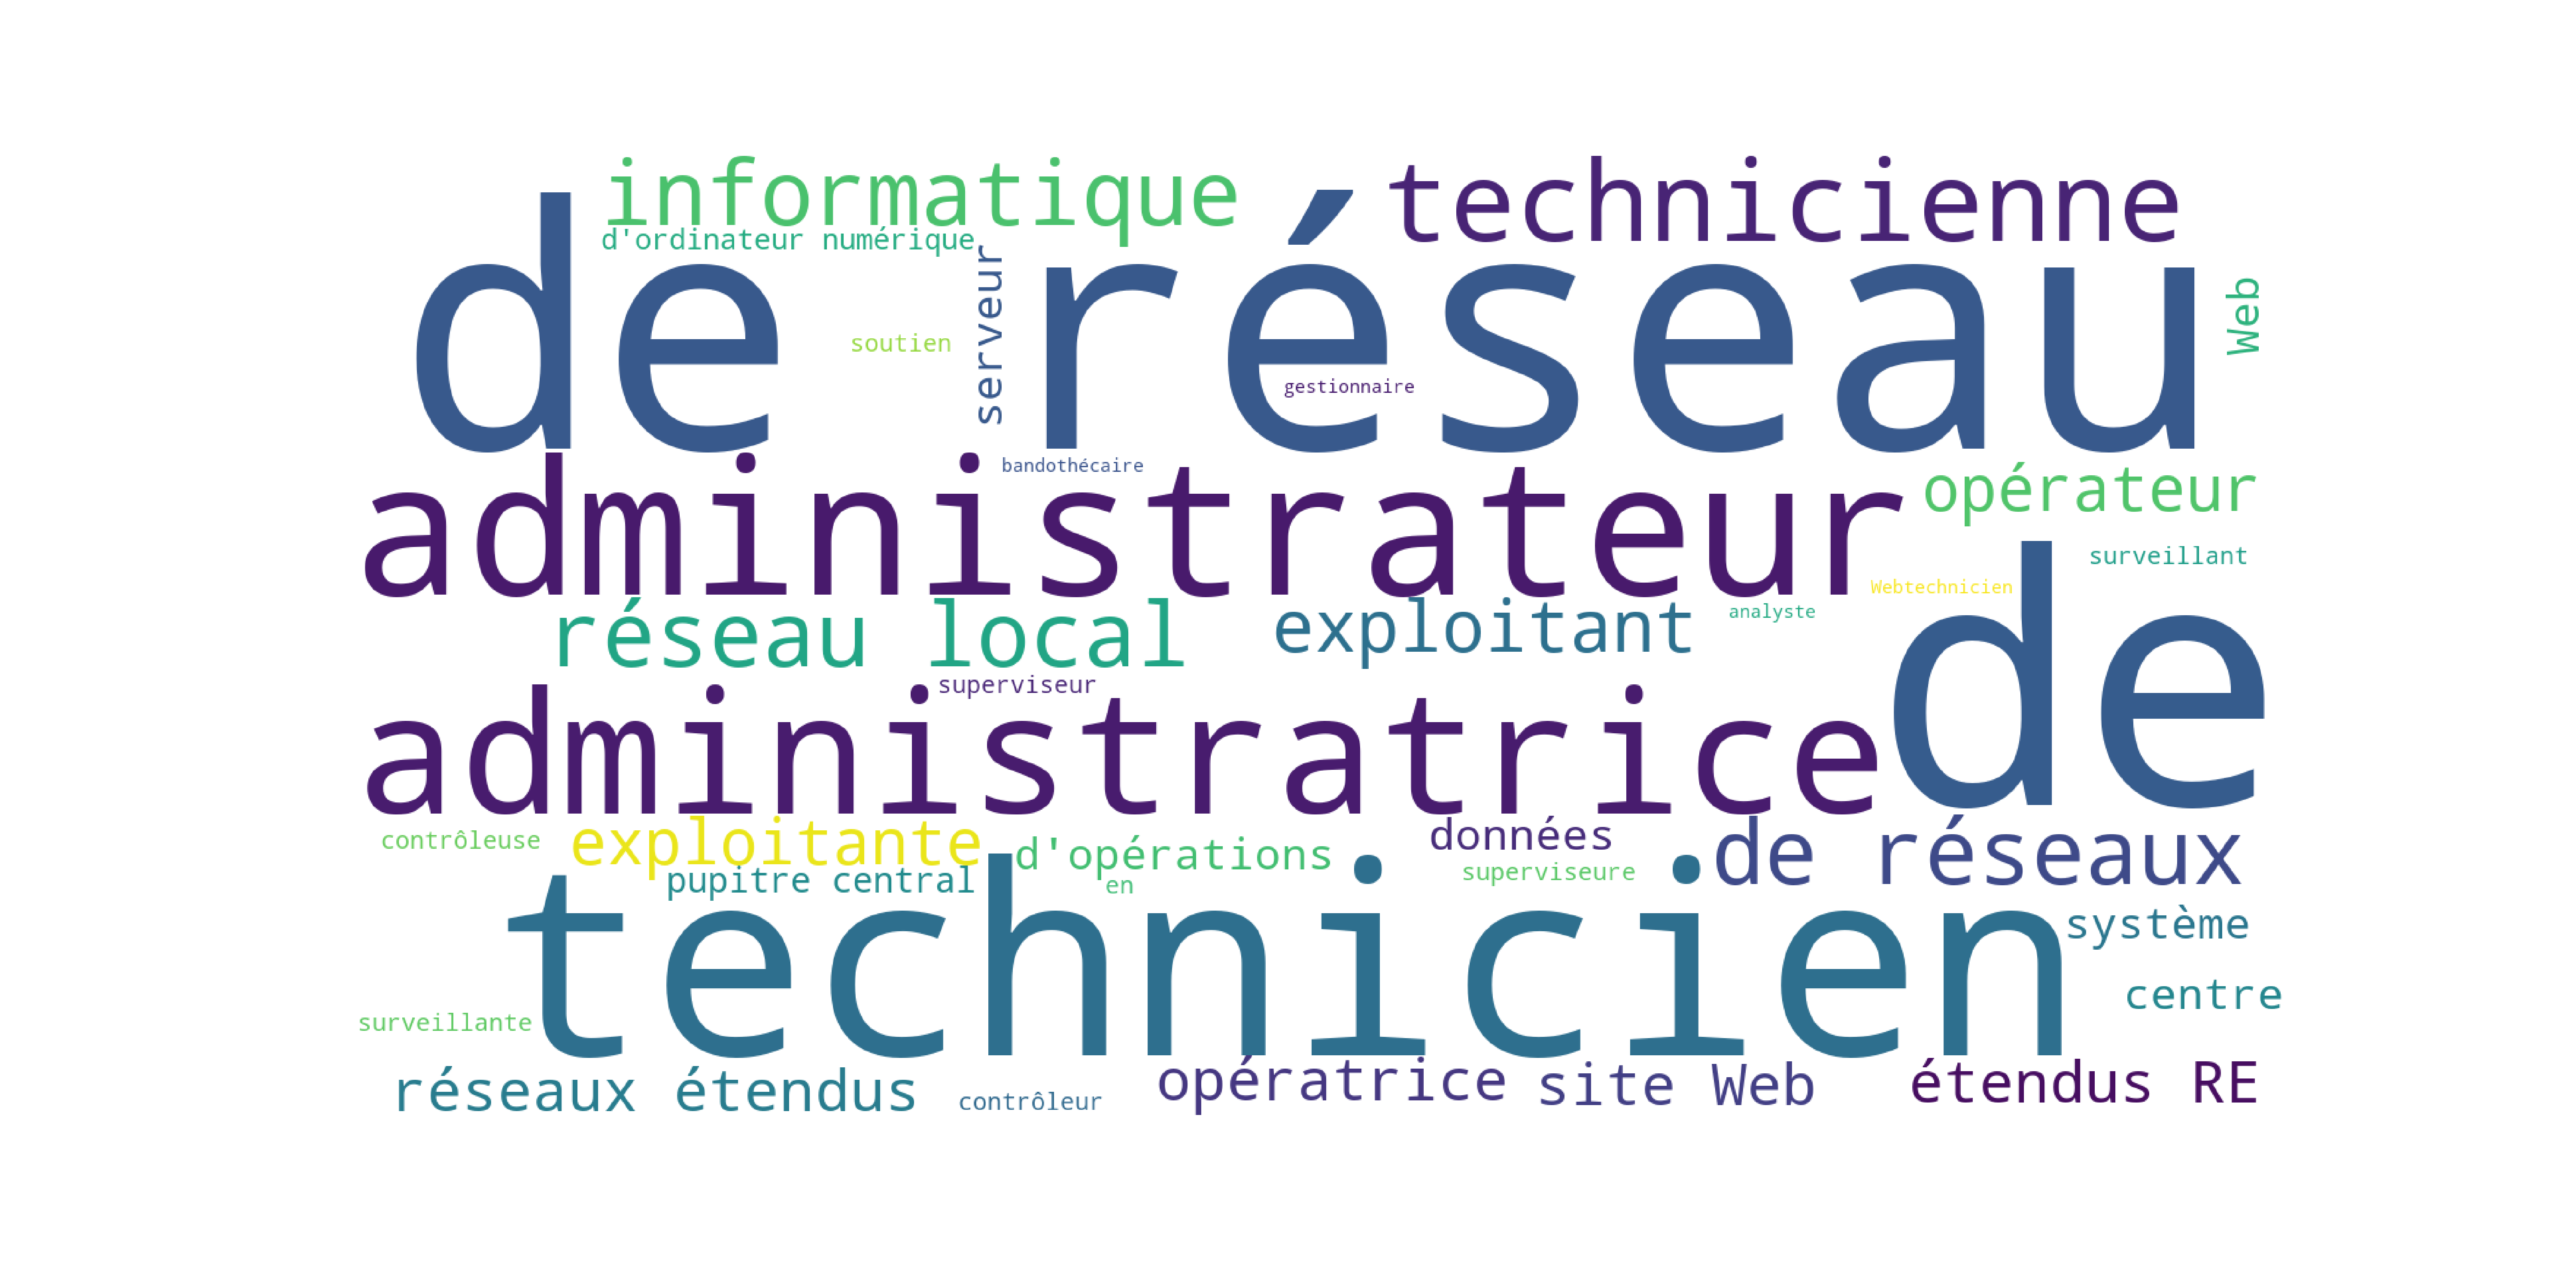 informatique
technicienne
d'ordinateur numérique
de réseau
serveur
Web
soutien
gestionnaire
bandothécaire
administrateur
opérateur
surveillant
Webtechnicien
analyste
réseau local
exploitant
de
superviseur
administratrice
contrôleuse
exploitante
d'opérations
données
de réseaux
pupitre central
en
superviseure
technicien
système
centre
surveillante
réseaux étendus
contrôleur
opératrice
site Web
étendus RE